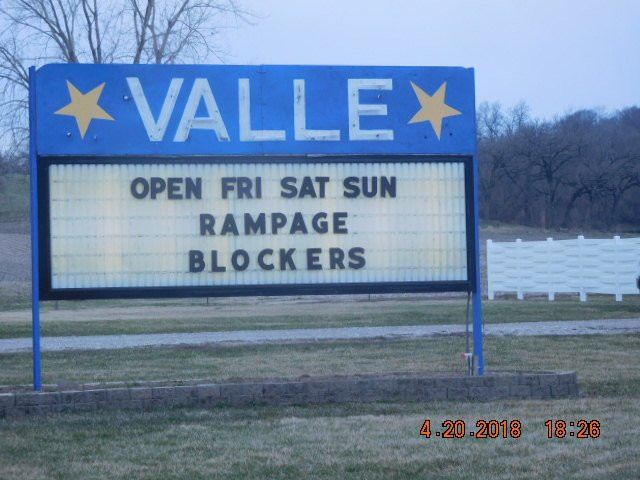 VALLE
OPEN FRI SAT SUN
RAMPAGE
BLOCKERS
4.20.2018 18:26